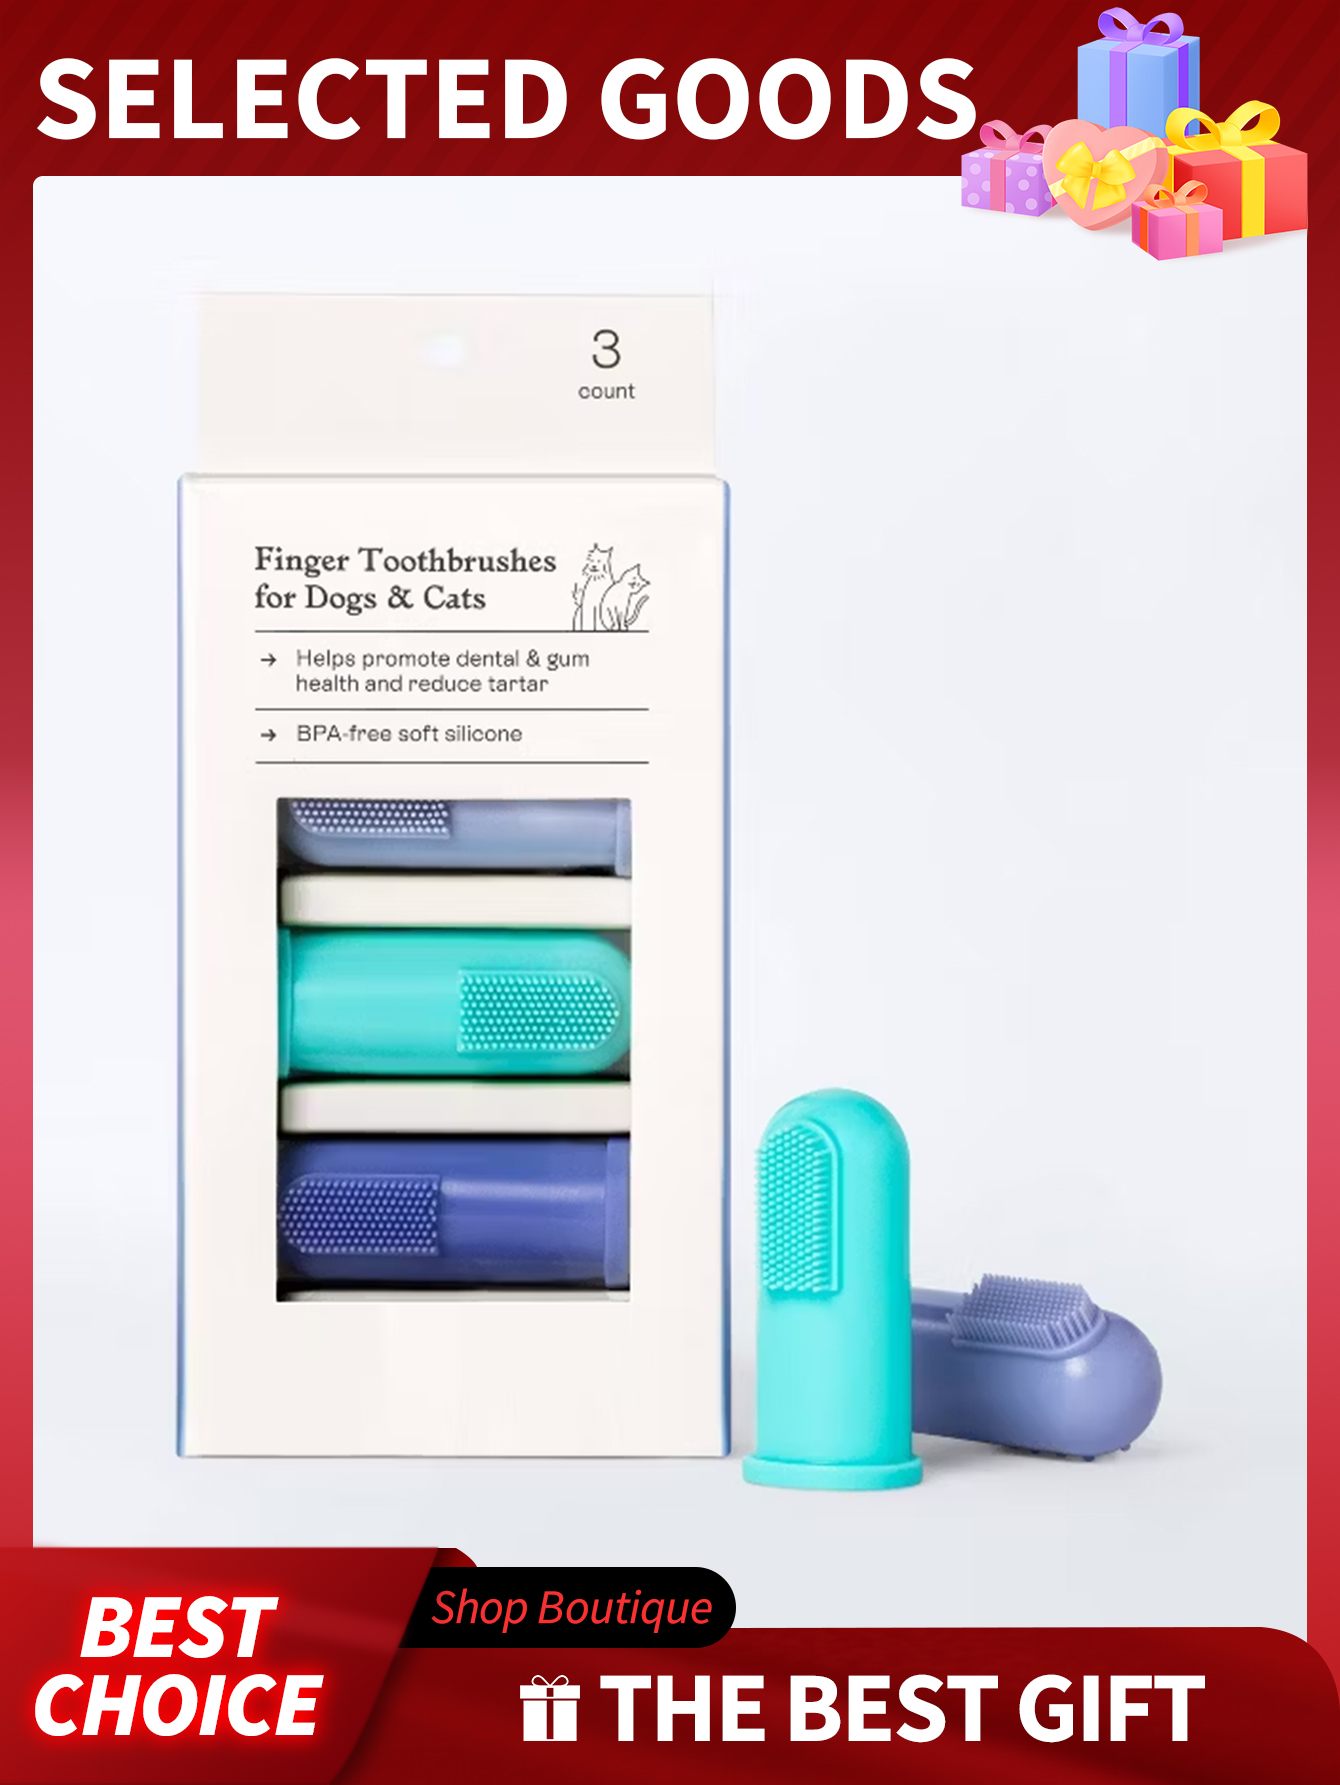 SELECTED GOODS
3
count
Finger Toothbrushes
for Dogs & Cats
→ Helps promote dental & gum
health and reduce tartar
→ BPA-free soft silicone
Shop Boutique
BEST
CHOICE
THE BEST GIFT